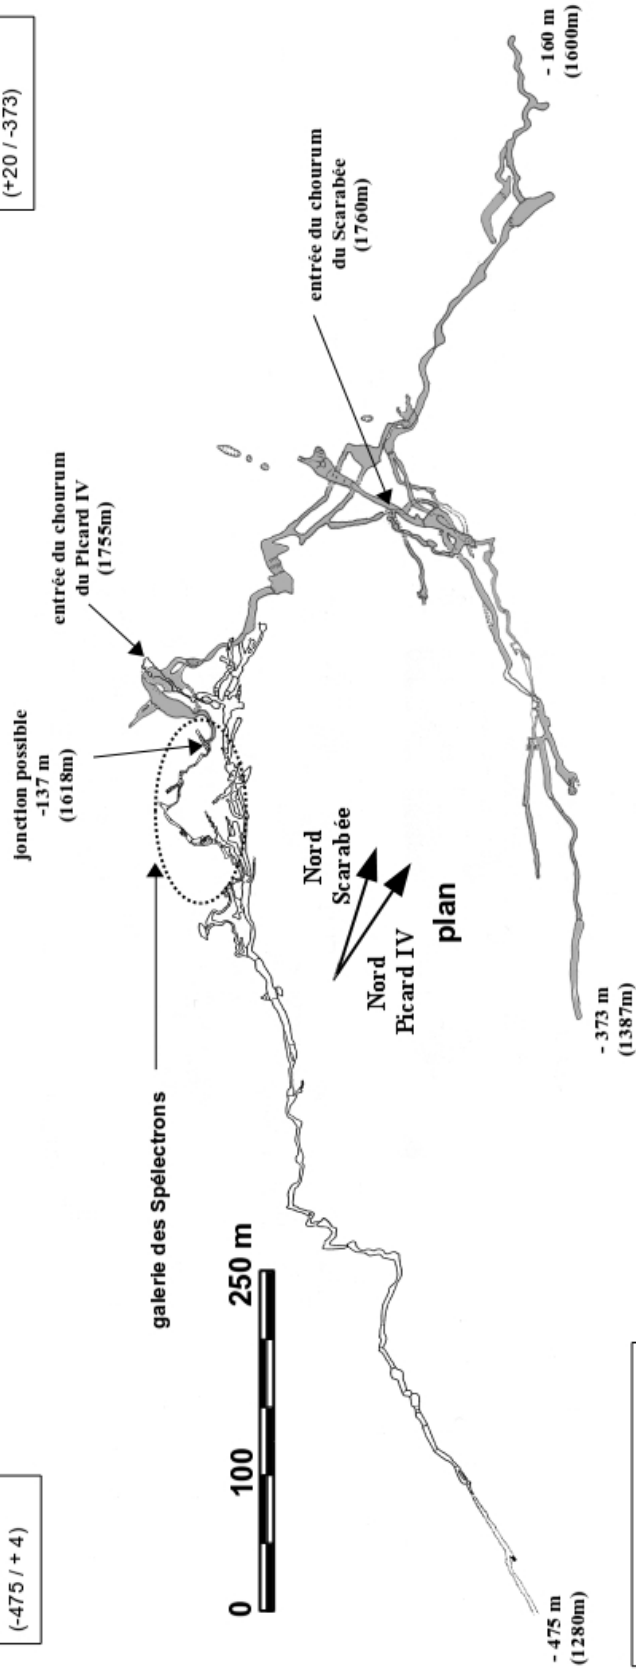 (-475 / + 4)
(+20 / -373)
galerie des Spélectrons
jonction possible
-137 m
(1618m)
entrée du chourum
du Picard IV
(1755m)
entrée du chourum
du Scarabée
(1760m)
- 160 m
(1600m)
0
100
250 m
Nord
Scarabée
Nord
Picard IV
plan
- 475 m
(1280m)
- 373 m
(1387m)